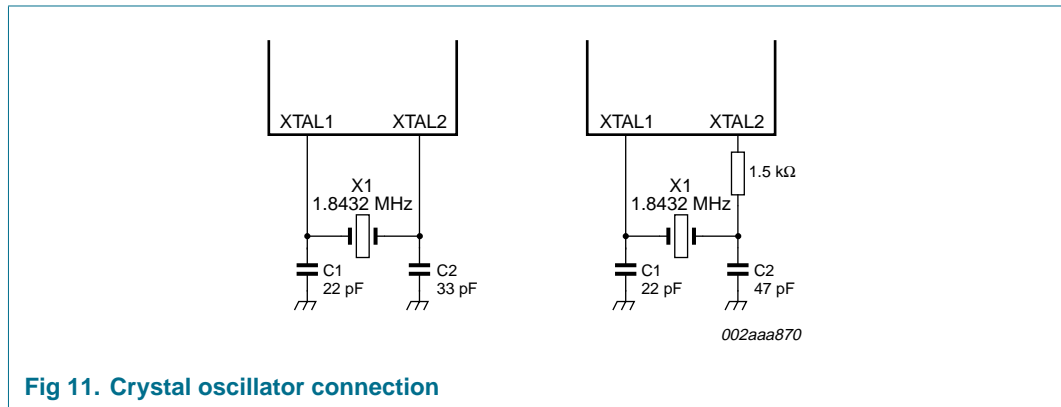 XTAL1 XTAL2
X1
1.8432 MHz
C1
22 pF
C2
33 pF
XTAL1 XTAL2
1.5 kΩ
X1
1.8432 MHz
C1
22 pF
C2
47 pF
002aaa870
Fig 11. Crystal oscillator connection